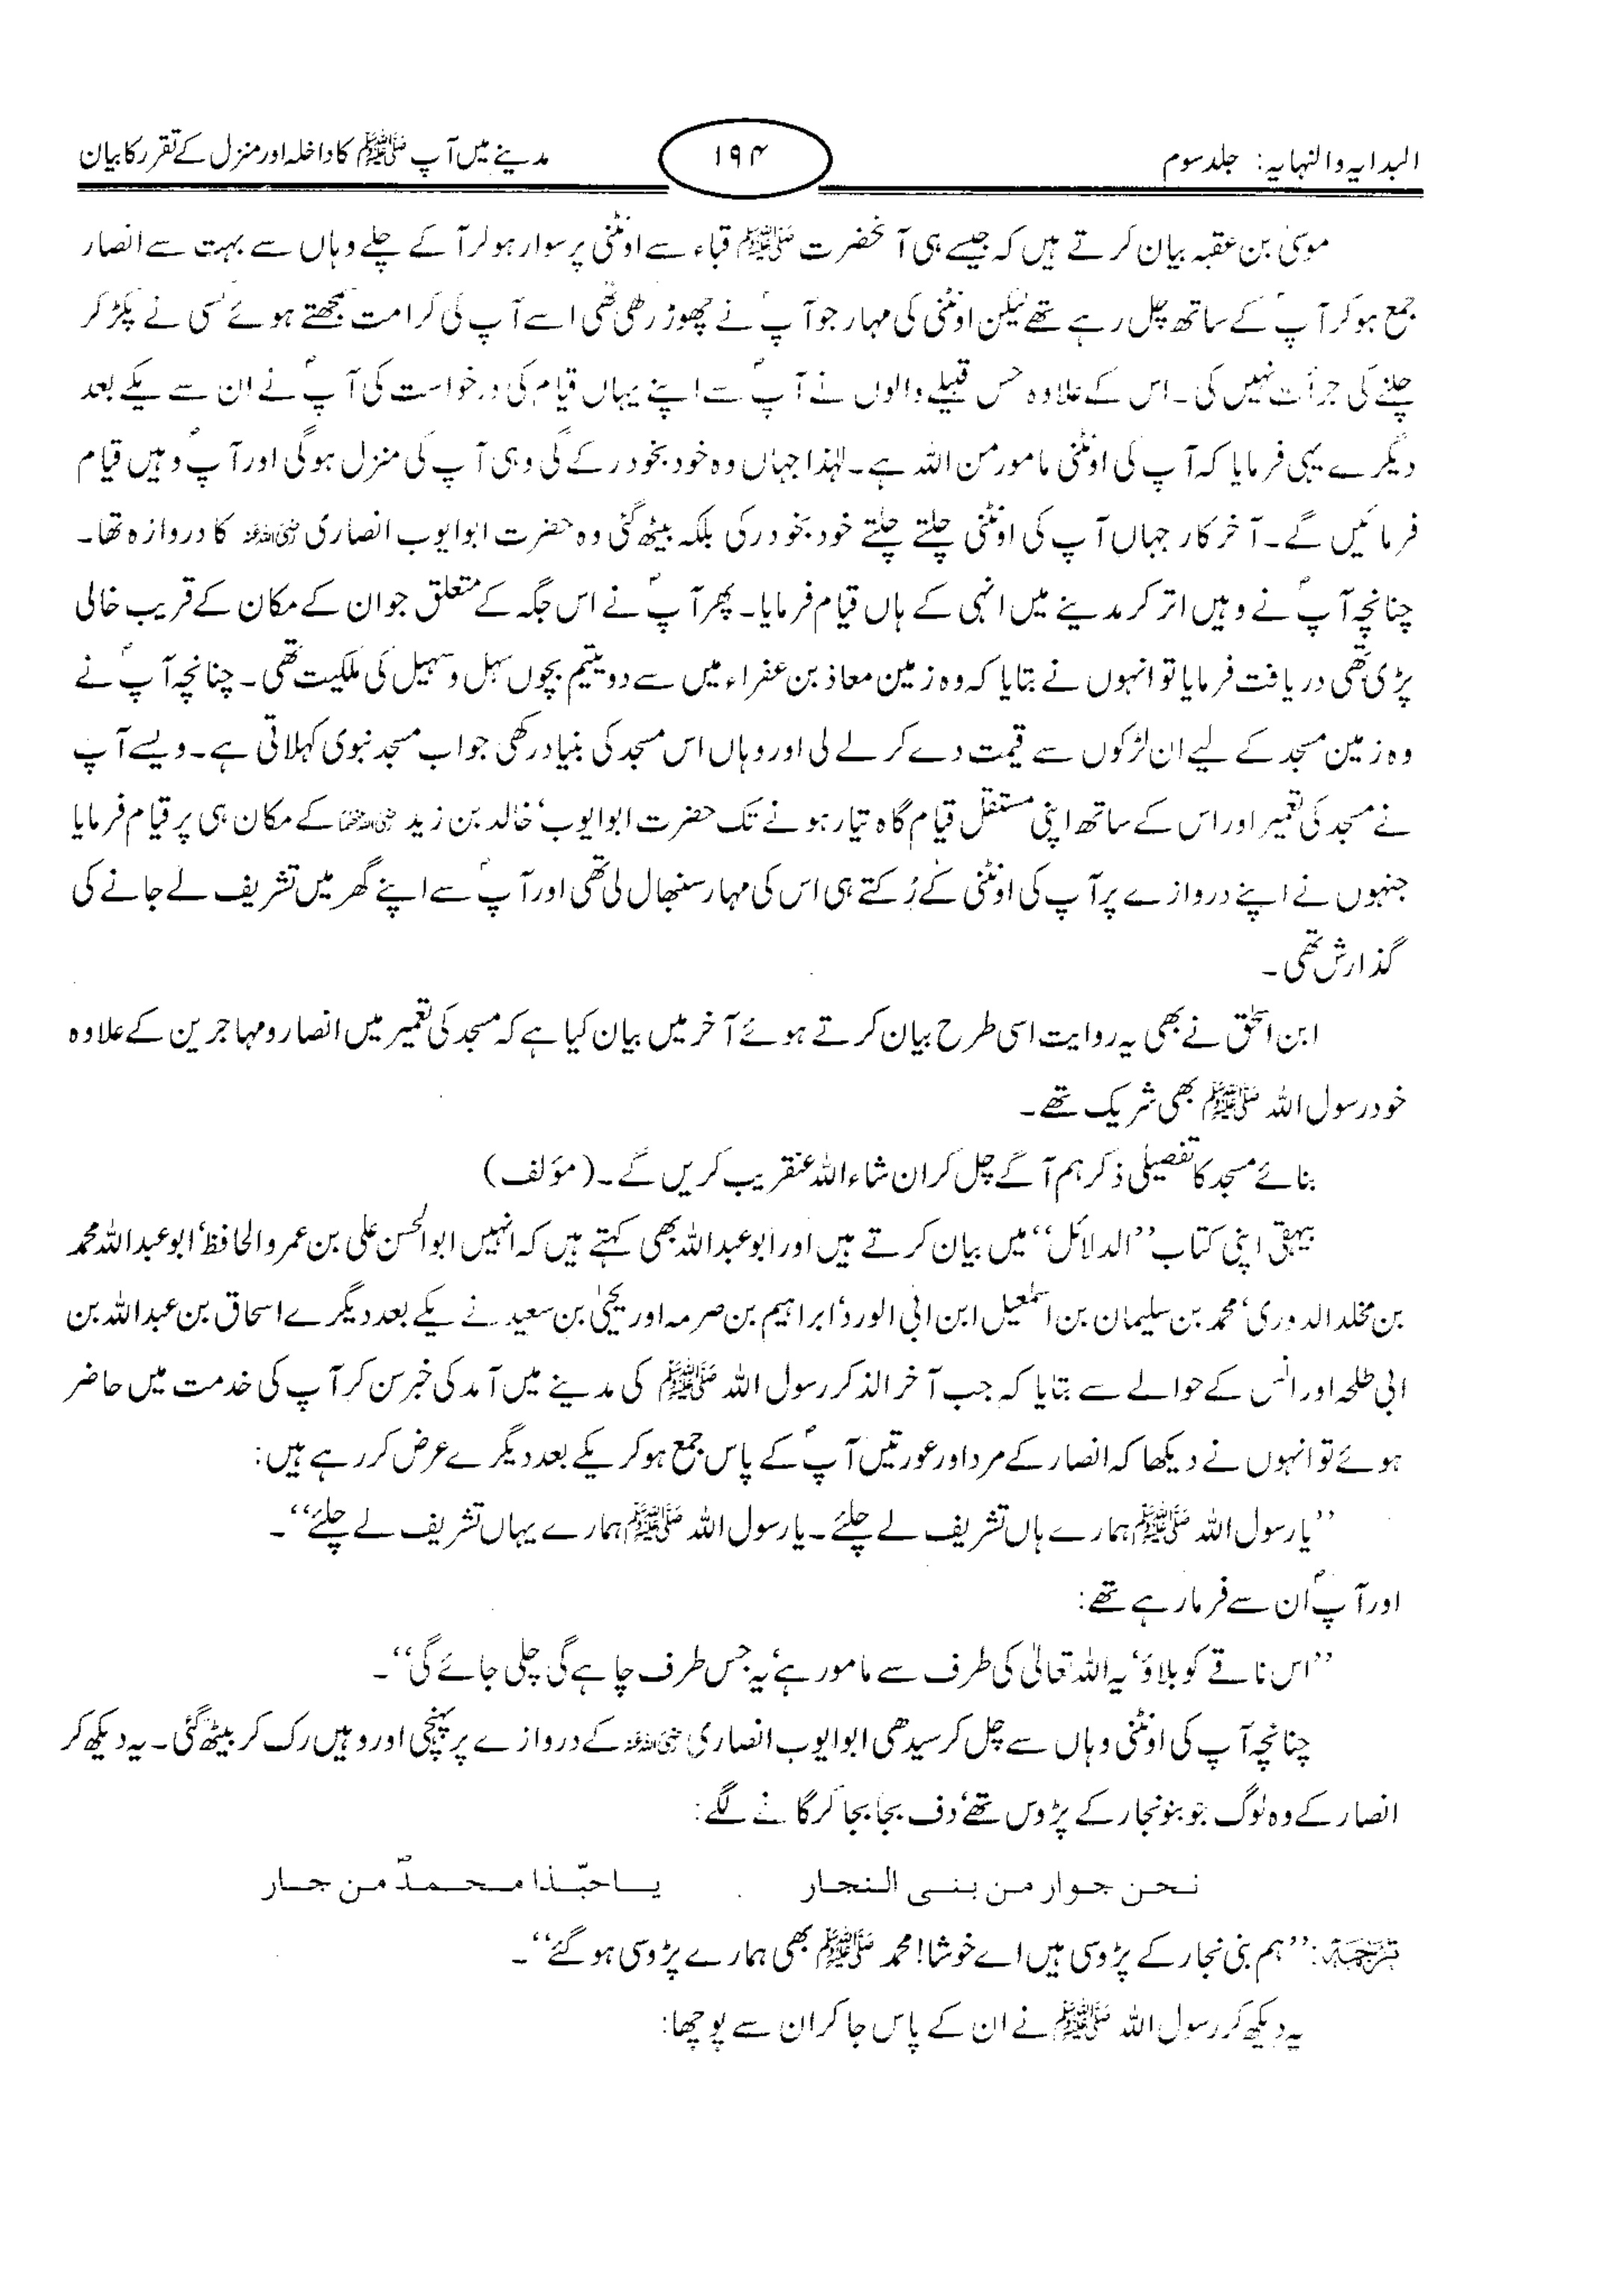 البدایہ والنہایہ: جلد سوم
۱۹۴
مدینے میں آپ ﷺ کا داخلہ اور منزل کے تقرر کا بیان
موسیٰ بن عقبہ بیان کرتے ہیں کہ جیسے ہی آنحضرت ﷺ قباء سے اونٹنی پر سوار ہوکر آگے چلے وہاں سے بہت سے انصار
جمع ہوکر آپؐ کے ساتھ چل رہے تھے لیکن اونٹنی کی مہار جو آپؐ نے چھوڑ رکھی تھی اسے آپ کی کرامت سمجھتے ہوئے کسی نے پکڑ کر
چلنے کی جرأت نہیں کی۔ اس کے علاوہ جس قبیلے والوں نے آپؐ سے اپنے یہاں قیام کی درخواست کی آپؐ نے ان سے یکے بعد
دیگرے یہی فرمایا کہ آپ کی اونٹنی مامور من اللہ ہے۔ لہٰذا جہاں وہ خود بخود رکے گی وہی آپ کی منزل ہوگی اور آپؐ وہیں قیام
فرمائیں گے۔ آخر کار جہاں آپ کی اونٹنی چلتے چلتے خود بخود رکی بلکہ بیٹھ گئی وہ حضرت ابوایوب انصاری رضی اللہ عنہ کا دروازہ تھا۔
چنانچہ آپؐ نے وہیں اتر کر مدینے میں انہی کے ہاں قیام فرمایا۔ پھر آپؐ نے اس جگہ کے متعلق جو ان کے مکان کے قریب خالی
پڑی تھی دریافت فرمایا تو انہوں نے بتایا کہ وہ زمین معاذ بن عفراء میں سے دو یتیم بچوں سہل و سہیل کی ملکیت تھی۔ چنانچہ آپؐ نے
وہ زمین مسجد کے لیے ان لڑکوں سے قیمت دے کر لے لی اور وہاں اس مسجد کی بنیاد رکھی جو اب مسجد نبوی کہلاتی ہے۔ ویسے آپ
نے مسجد کی تعمیر اور اس کے ساتھ اپنی مستقل قیام گاہ تیار ہونے تک حضرت ابوایوب‘ خالد بن زید رضی اللہ عنہما کے مکان ہی پر قیام فرمایا
جنہوں نے اپنے دروازے پر آپ کی اونٹنی کے رُکتے ہی اس کی مہار سنبھال لی تھی اور آپؐ سے اپنے گھر میں تشریف لے جانے کی
گذارش تھی۔
ابن اسحٰق نے بھی یہ روایت اسی طرح بیان کرتے ہوئے آخر میں بیان کیا ہے کہ مسجد کی تعمیر میں انصار و مہاجرین کے علاوہ
خود رسول اللہ ﷺ بھی شریک تھے۔
بنائے مسجد کا تفصیلی ذکر ہم آگے چل کر ان شاء اللہ عنقریب کریں گے۔ (مؤلف)
بیہقی اپنی کتاب ’’الدلائل‘‘ میں بیان کرتے ہیں اور ابو عبد اللہ بھی کہتے ہیں کہ انہیں ابوالحسن علی بن عمرو الحافظ‘ ابو عبد اللہ محمد
بن مخلد الدوری‘ محمد بن سلیمان بن اسمٰعیل ابن ابی الورد‘ ابراہیم بن صرمہ اور یحییٰ بن سعید نے یکے بعد دیگرے اسحاق بن عبد اللہ بن
ابی طلحہ اور انس کے حوالے سے بتایا کہ جب آخر الذکر رسول اللہ ﷺ کی مدینے میں آمد کی خبر سن کر آپ کی خدمت میں حاضر
ہوئے تو انہوں نے دیکھا کہ انصار کے مرد اور عورتیں آپؐ کے پاس جمع ہوکر یکے بعد دیگرے عرض کر رہے ہیں:
’’یا رسول اللہ ﷺ ہمارے ہاں تشریف لے چلئے۔ یا رسول اللہ ﷺ ہمارے یہاں تشریف لے چلئے‘‘۔
اور آپؐ ان سے فرما رہے تھے:
’’اس ناقے کو بلاؤ‘ یہ اللہ تعالیٰ کی طرف سے مامور ہے‘ یہ جس طرف چاہے گی چلی جائے گی‘‘۔
چنانچہ آپ کی اونٹنی وہاں سے چل کر سیدھی ابوایوب انصاری رضی اللہ عنہ کے دروازے پر پہنچی اور وہیں رک کر بیٹھ گئی۔ یہ دیکھ کر
انصار کے وہ لوگ جو بنو نجار کے پڑوس تھے‘ دف بجا بجا کر گانے لگے:
نحن جوار من بنی النجار یا حبّذا محمدؐ من جار
ترجمہ: ’’ہم بنی نجار کے پڑوسی ہیں اے خوشا! محمد ﷺ بھی ہمارے پڑوسی ہوگئے‘‘۔
یہ دیکھ کر رسول اللہ ﷺ نے ان کے پاس جا کر ان سے پوچھا: